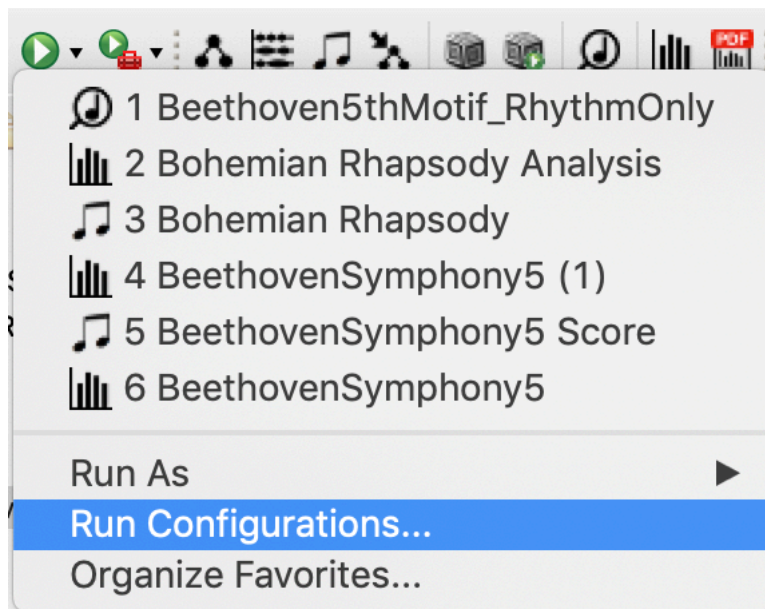 PDF
1 Beethoven5thMotif_RhythmOnly
2 Bohemian Rhapsody Analysis
3 Bohemian Rhapsody
4 BeethovenSymphony5 (1)
5 BeethovenSymphony5 Score
6 BeethovenSymphony5
Run As
Run Configurations...
Organize Favorites...